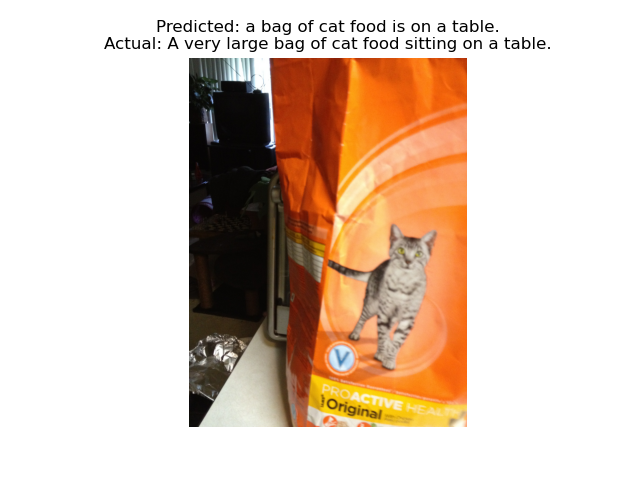 Predicted: a bag of cat food is on a table.
Actual: A very large bag of cat food sitting on a table.
V
PROACTIVE HEALTH
Original